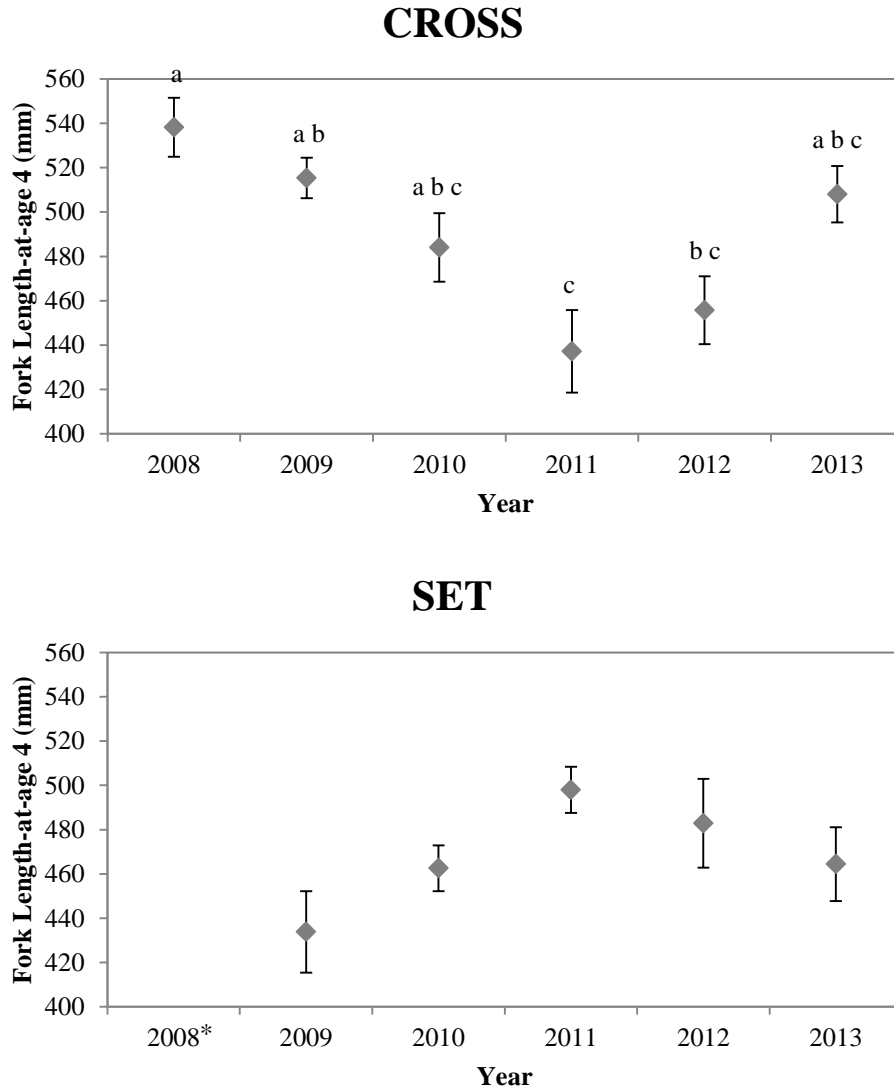 CROSS
Fork Length-at-age 4 (mm)
560
540
520
500
480
460
440
420
400
a
a b
a b c
c
b c
a b c
2008 2009 2010 2011 2012 2013
Year
SET
Fork Length-at-age 4 (mm)
560
540
520
500
480
460
440
420
400
2008* 2009 2010 2011 2012 2013
Year